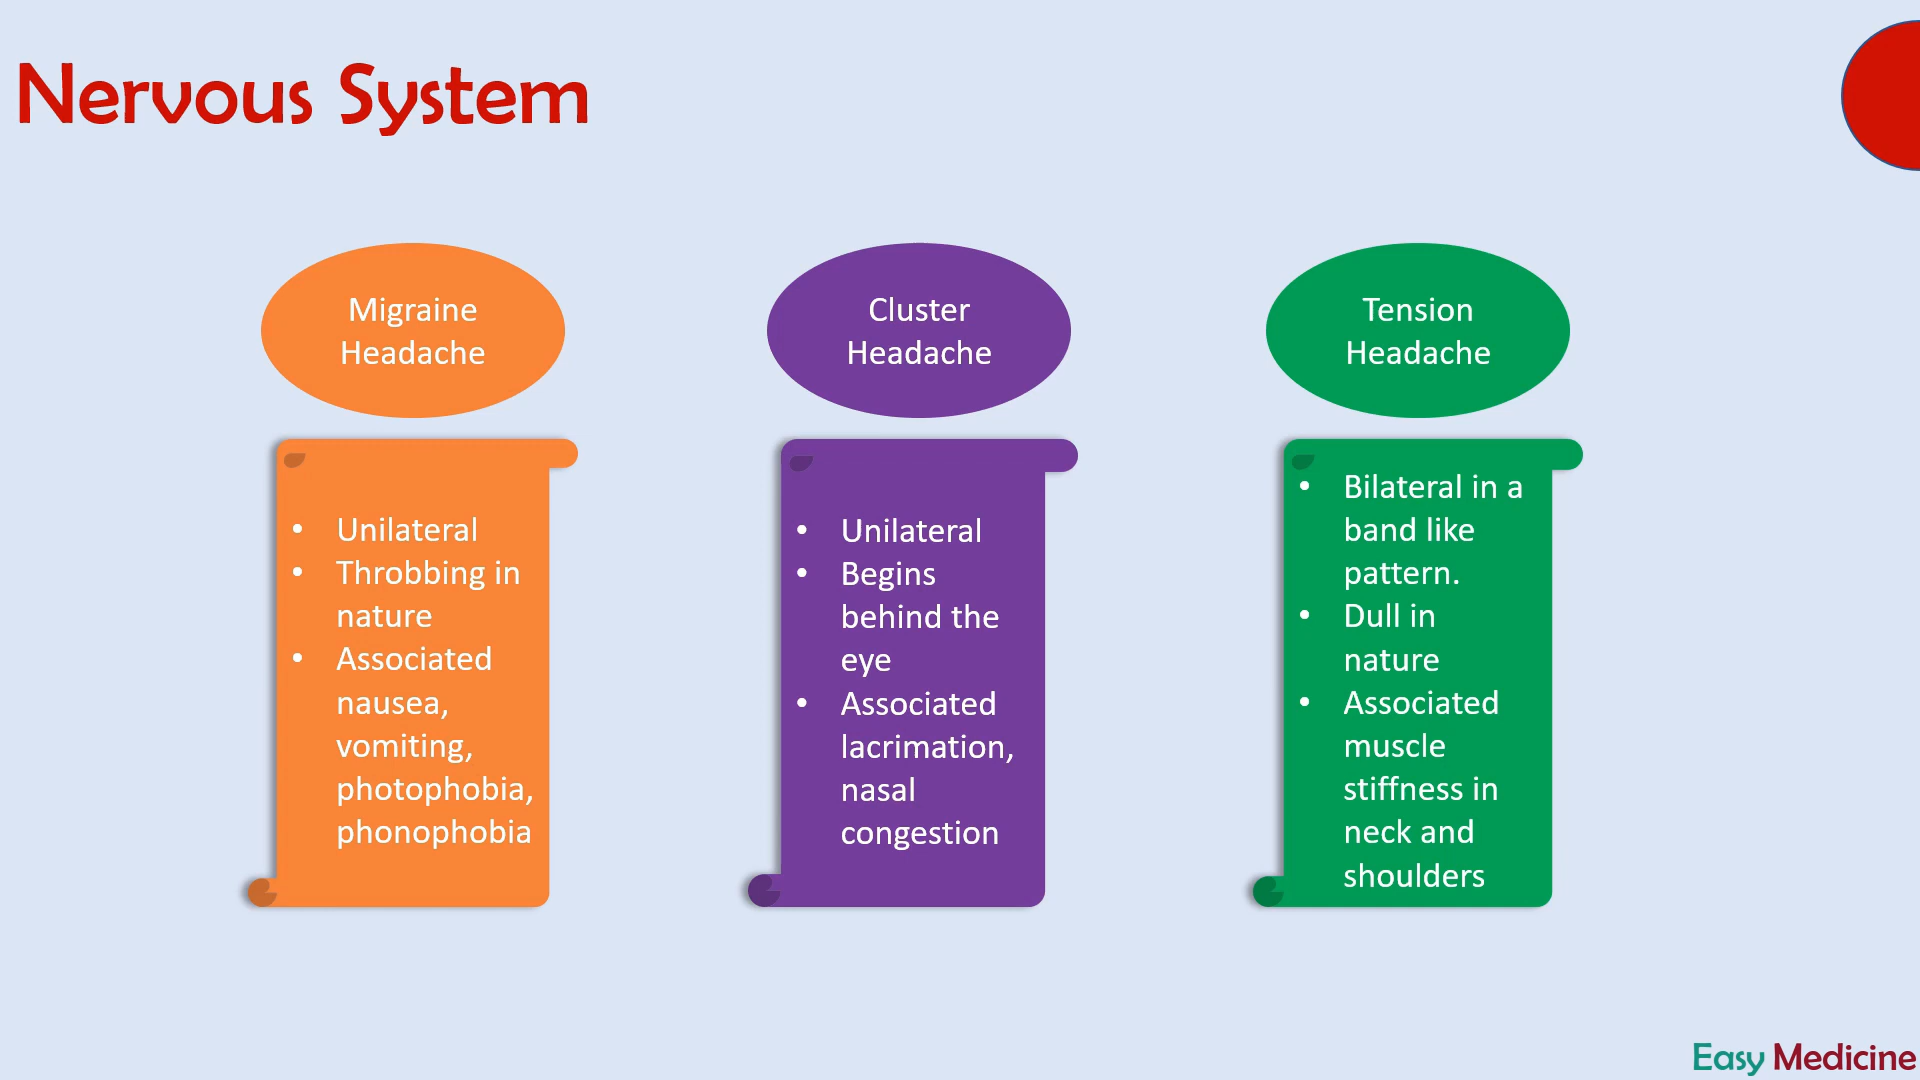 Nervous System
Migraine
Headache
• Unilateral
• Throbbing in
nature
• Associated
nausea,
vomiting,
photophobia,
phonophobia
Cluster
Headache
• Unilateral
• Begins
behind the
eye
• Associated
lacrimation,
nasal
congestion
Tension
Headache
• Bilateral in a
band like
pattern.
• Dull in
nature
• Associated
muscle
stiffness in
neck and
shoulders
Easy Medicine